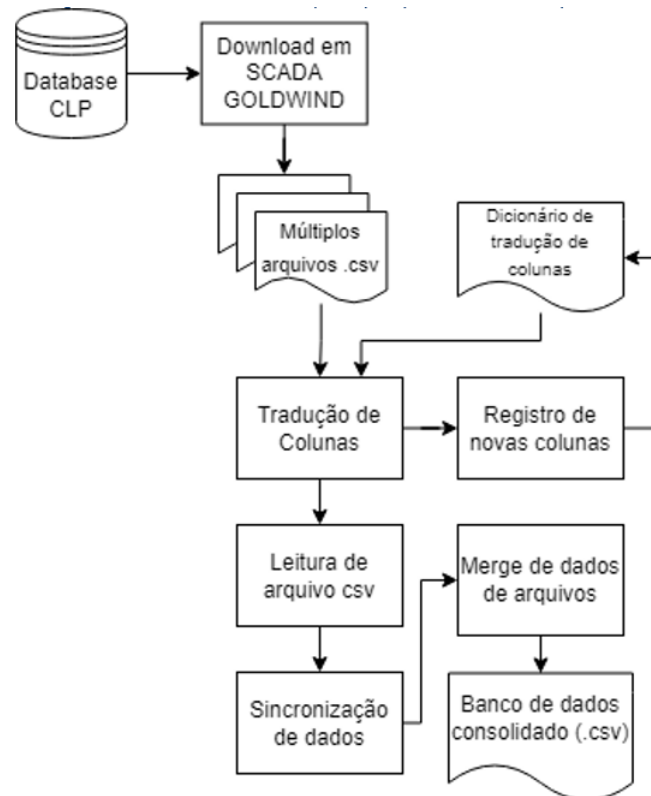 Database
CLP
Download em
SCADA
GOLDWIND
Múltiplos
arquivos .csv
Dicionário de
tradução de
colunas
Tradução de
Colunas
Registro de
novas colunas
Leitura de
arquivo csv
Merge de dados
de arquivos
Sincronização
de dados
Banco de dados
consolidado (.csv)